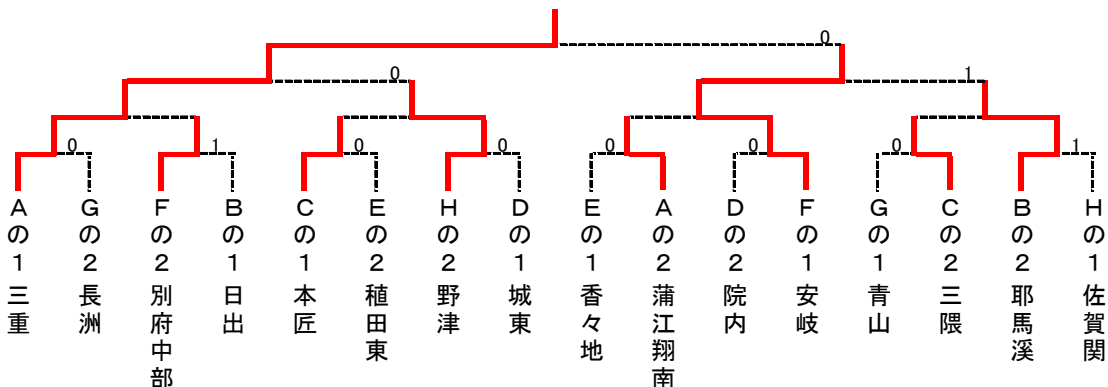 0
0
1
0
1
0
0
0
0
0
1
Aの1三重
Gの2長洲
Fの2別府中部
Bの1日出
Cの1本匠
Eの2稙田東
Hの2野津
Dの1城東
Eの1香々地
Aの2蒲江翔南
Dの2院内
Fの1安岐
Gの1青山
Cの2三隈
Bの2耶馬溪
Hの1佐賀関